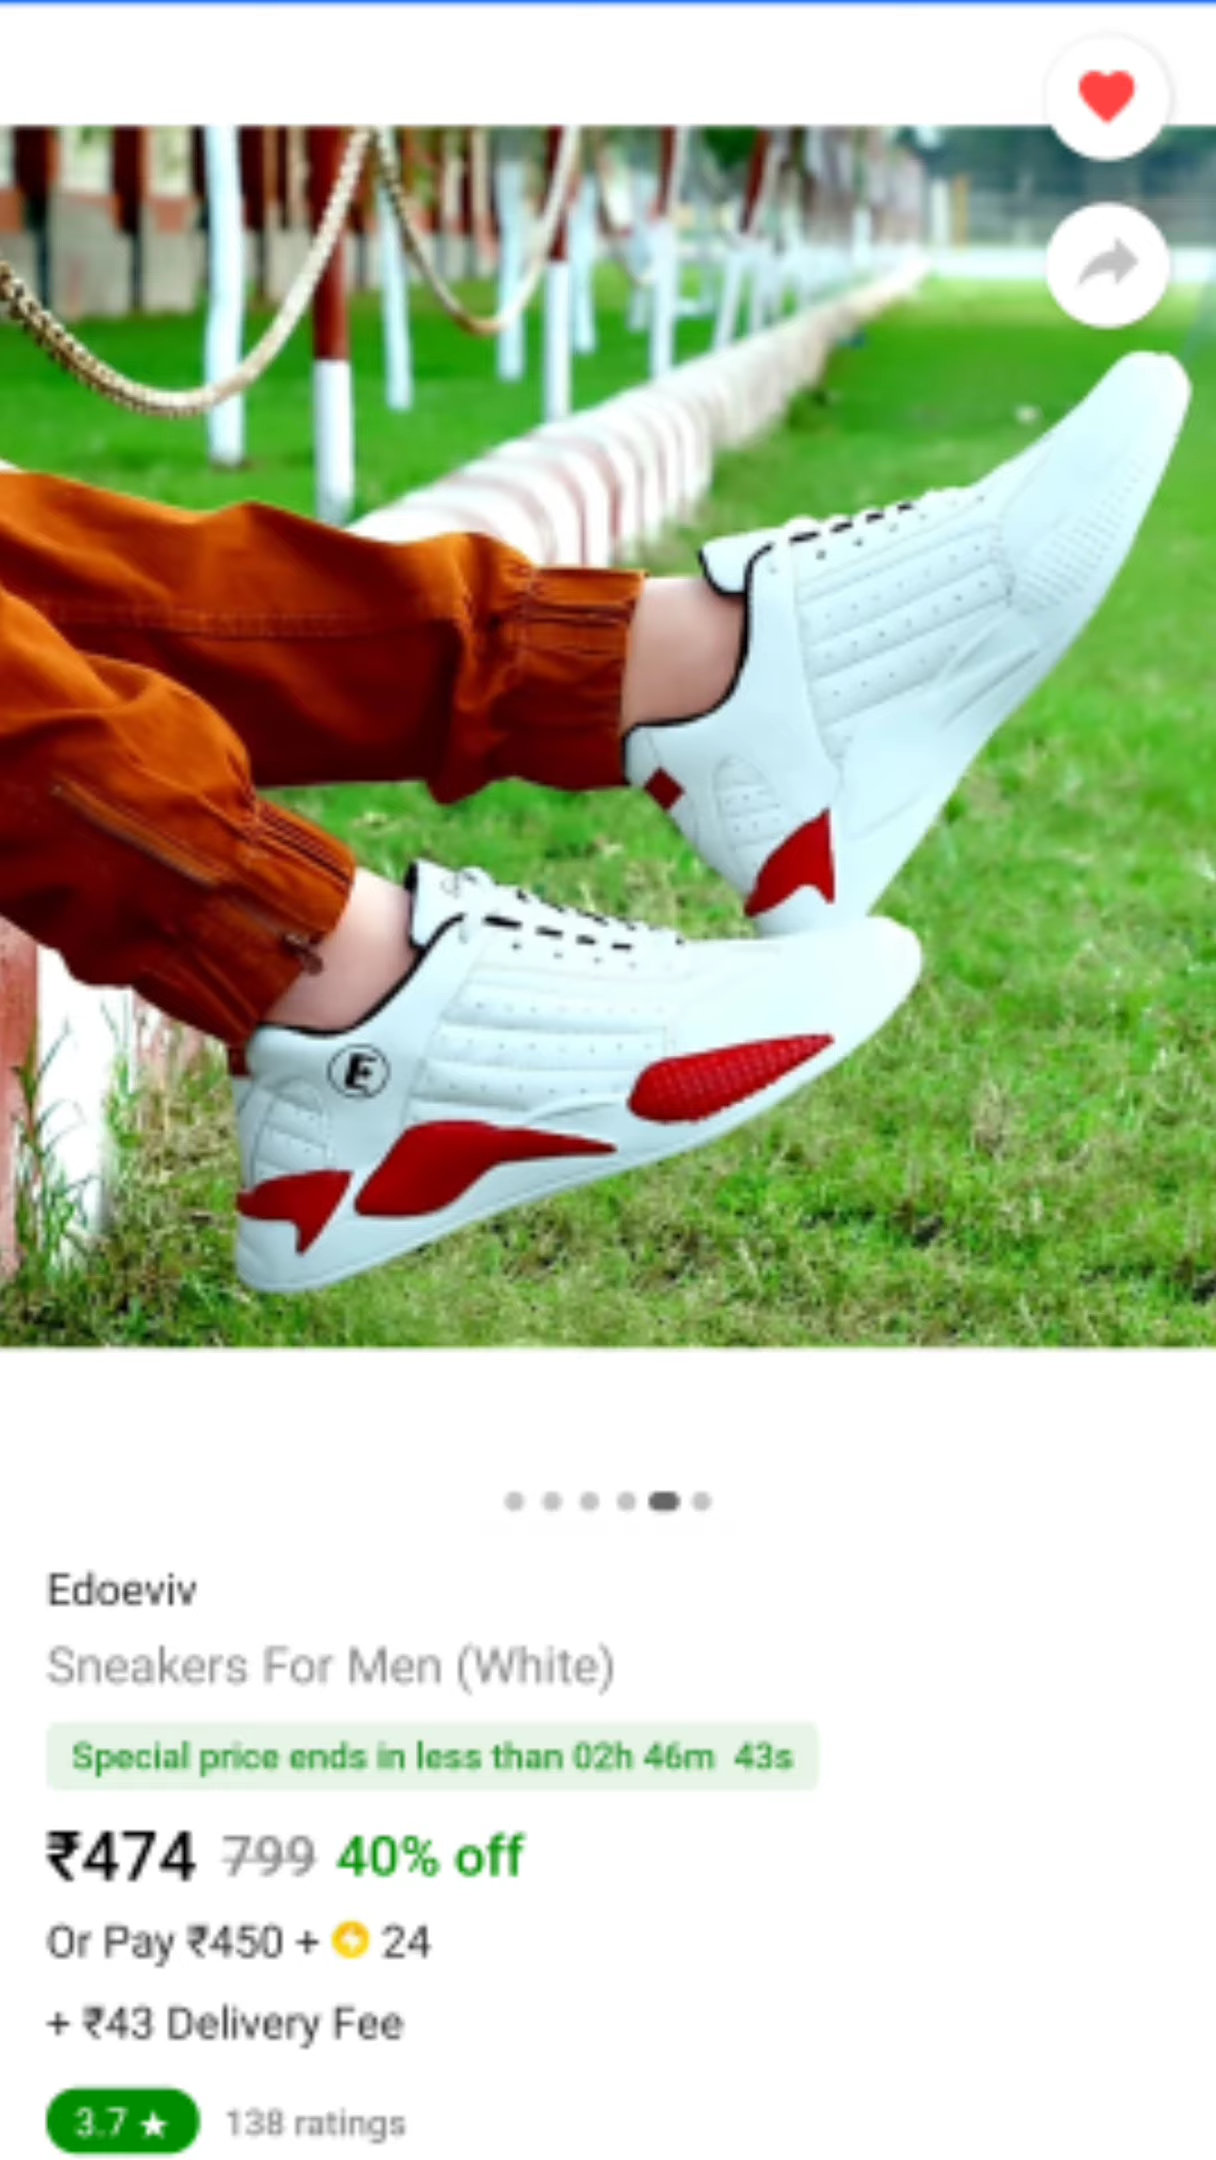 E
Edoeviv
Sneakers For Men (White)
Special price ends in less than 02h 46m 43s
₹474 799 40% off
Or Pay ₹450 + 24
+ ₹43 Delivery Fee
3.7 ★ 138 ratings